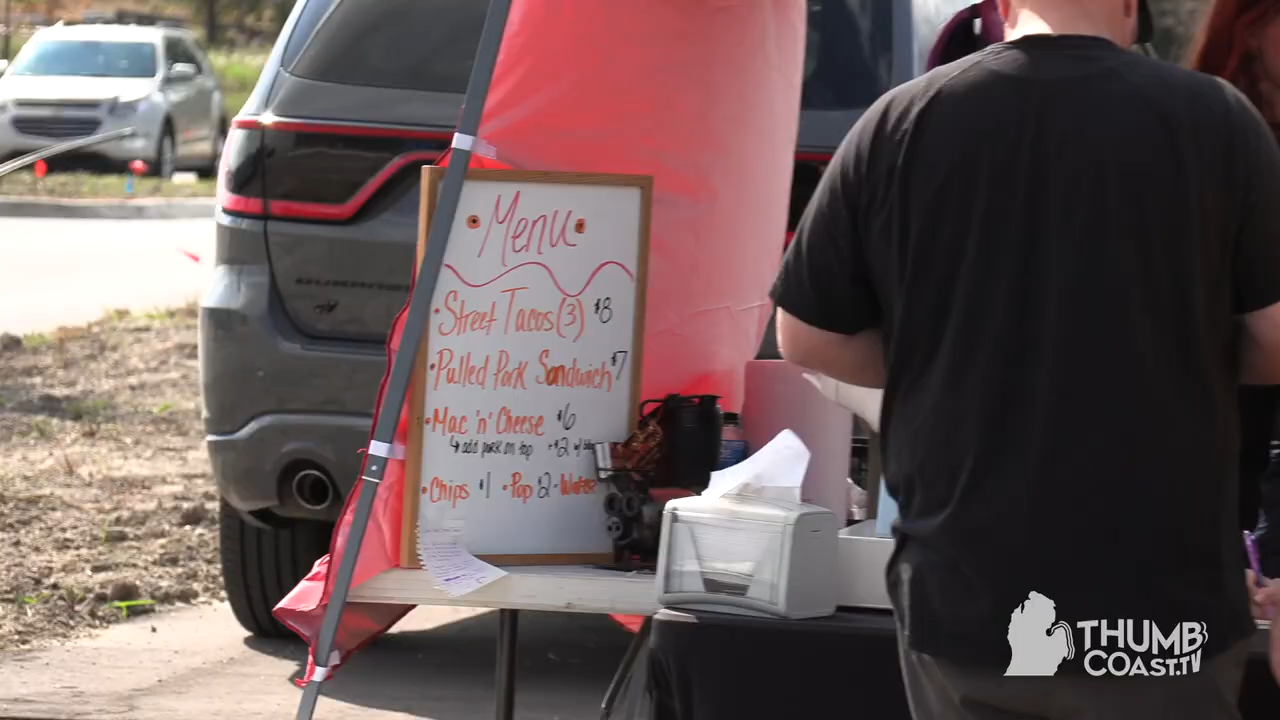 Menu
• Street Tacos (3) $8
• Pulled Pork Sandwich $7
• Mac 'n' Cheese $6
↳ add pork on top +$2
• Chips $1 • Pop $2 • Water
THUMB
COAST.TV